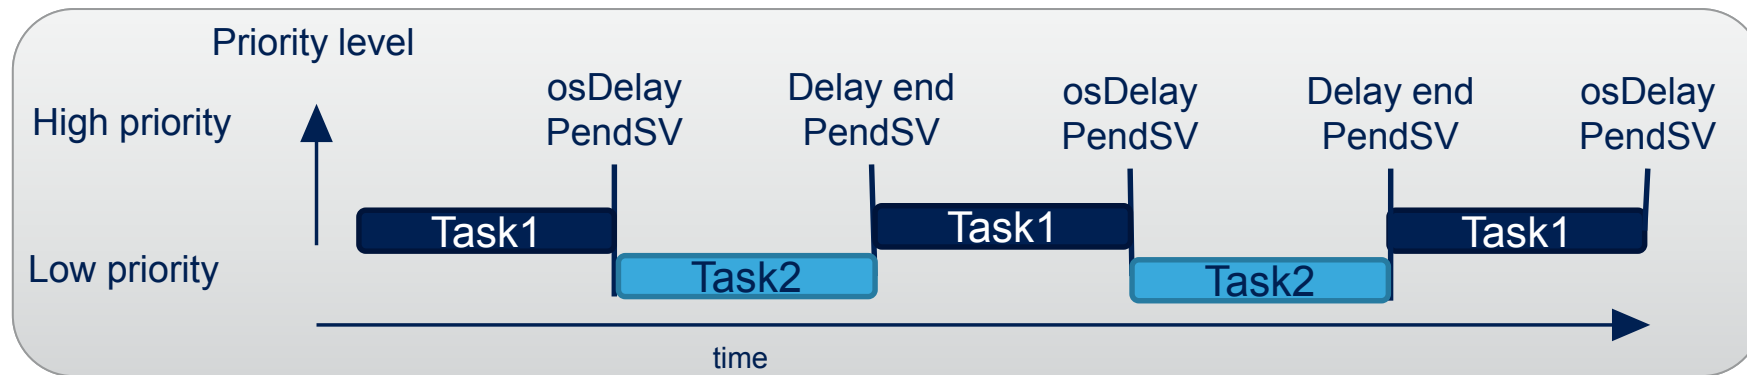 Priority level
High priority
Low priority
osDelay
PendSV
Delay end
PendSV
osDelay
PendSV
Delay end
PendSV
osDelay
PendSV
Task1
Task2
Task1
Task2
Task1
time